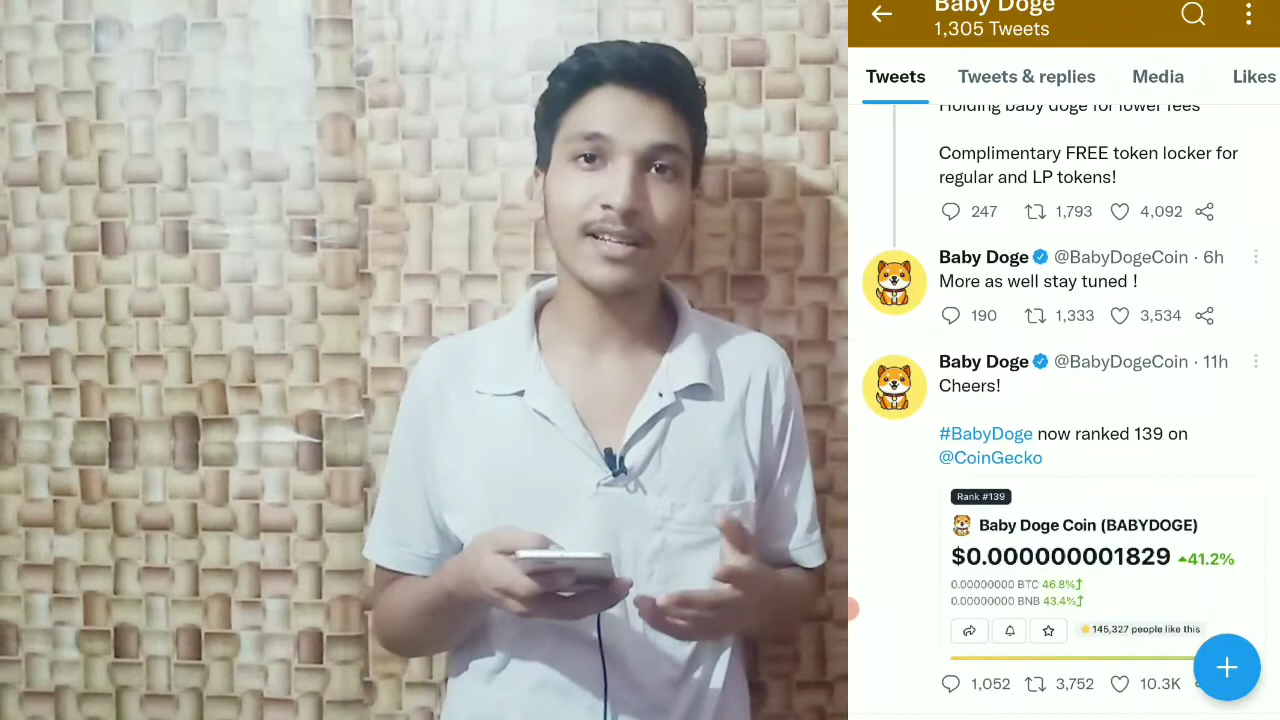 Baby Doge
1,305 Tweets
Tweets Tweets & replies Media Likes
Holding baby doge for lower fees
Complimentary FREE token locker for
regular and LP tokens!
247 1,793 4,092
Baby Doge @BabyDogeCoin · 6h
More as well stay tuned !
190 1,333 3,534
Baby Doge @BabyDogeCoin · 11h
Cheers!
#BabyDoge now ranked 139 on
@CoinGecko
Rank #139
Baby Doge Coin (BABYDOGE)
$0.000000001829 41.2%
0.00000000 BTC 46.8%
0.00000000 BNB 43.4%
145,327 people like this
1,052 3,752 10.3K